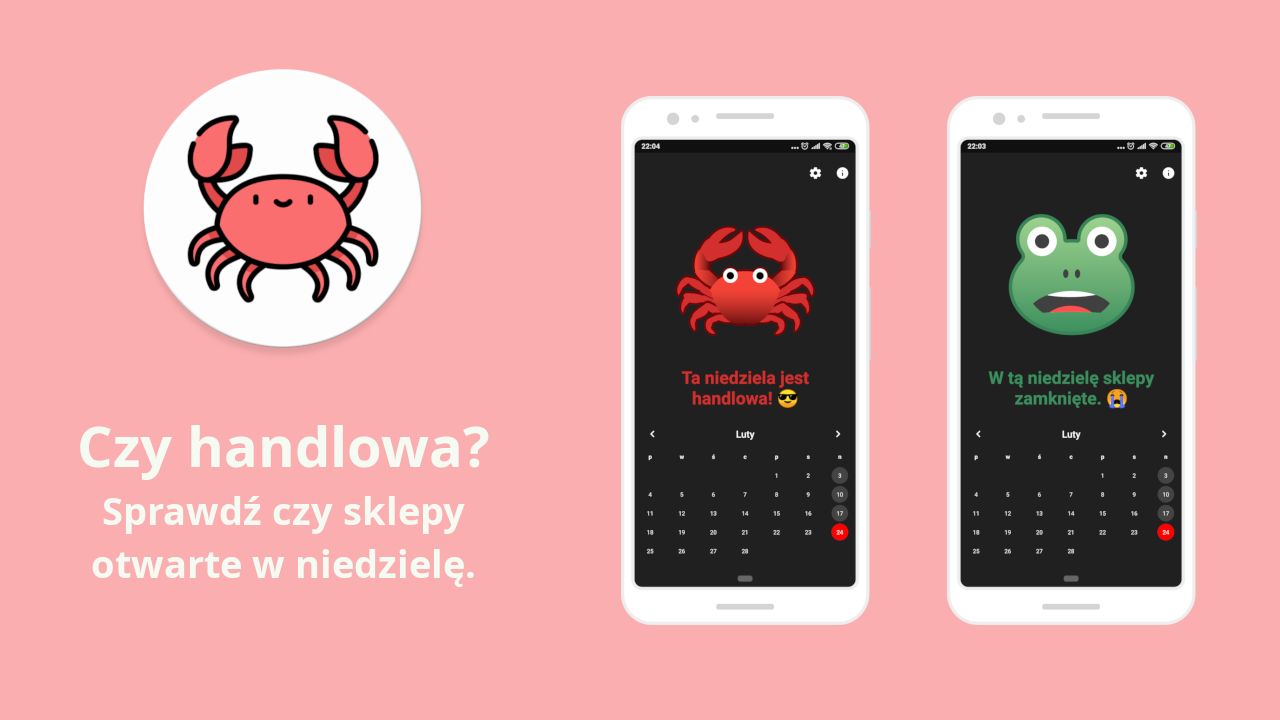 Czy handlowa?
Sprawdź czy sklepy
otwarte w niedzielę.
22:04
Ta niedziela jest
handlowa! 😎
Luty
p w ś c p s n
1 2 3
4 5 6 7 8 9 10
11 12 13 14 15 16 17
18 19 20 21 22 23 24
25 26 27 28
22:03
W tą niedzielę sklepy
zamknięte. 😭
Luty
p w ś c p s n
1 2 3
4 5 6 7 8 9 10
11 12 13 14 15 16 17
18 19 20 21 22 23 24
25 26 27 28